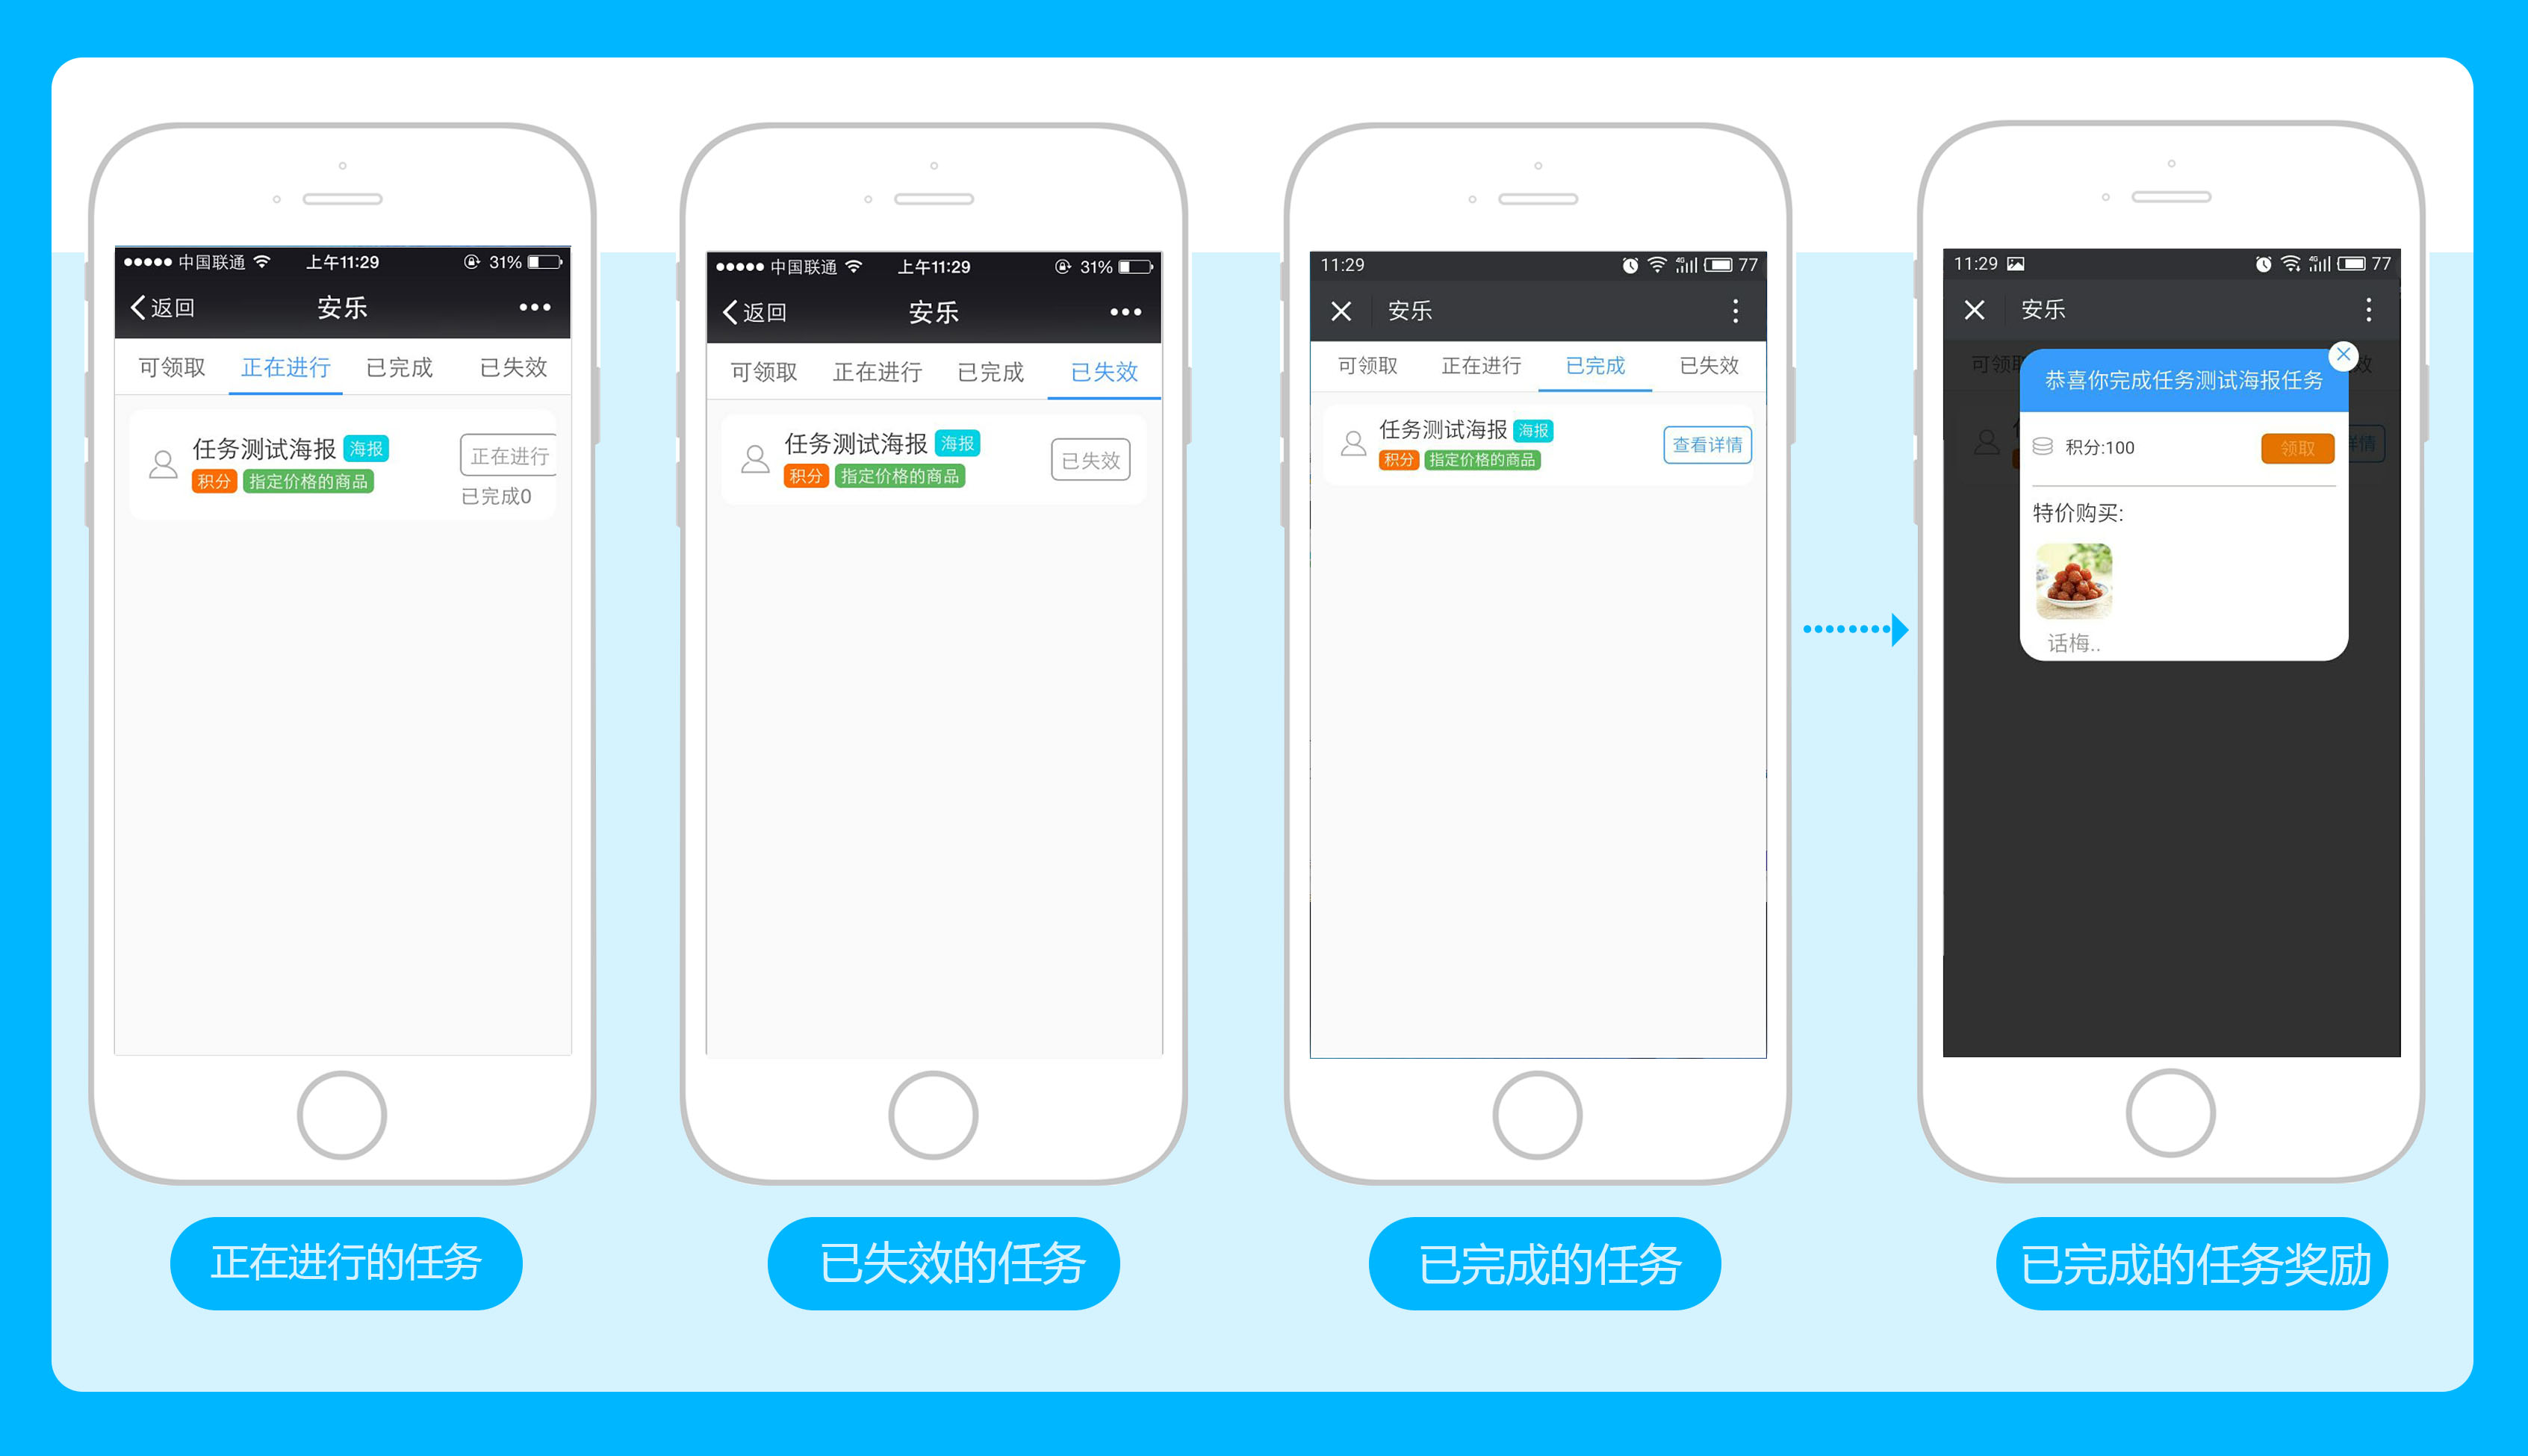 中国联通 上午11:29 31%
返回 安乐
可领取 正在进行 已完成 已失效
任务测试海报 海报
积分 指定价格的商品
正在进行
已完成0
正在进行的任务
中国联通 上午11:29 31%
返回 安乐
可领取 正在进行 已完成 已失效
任务测试海报 海报
积分 指定价格的商品
已失效
已失效的任务
11:29 4G 77
安乐
可领取 正在进行 已完成 已失效
任务测试海报 海报
积分 指定价格的商品
查看详情
已完成的任务
11:29 4G 77
安乐
可领 效
恭喜你完成任务测试海报任务
积分:100 领取 详情
特价购买:
话梅..
已完成的任务奖励